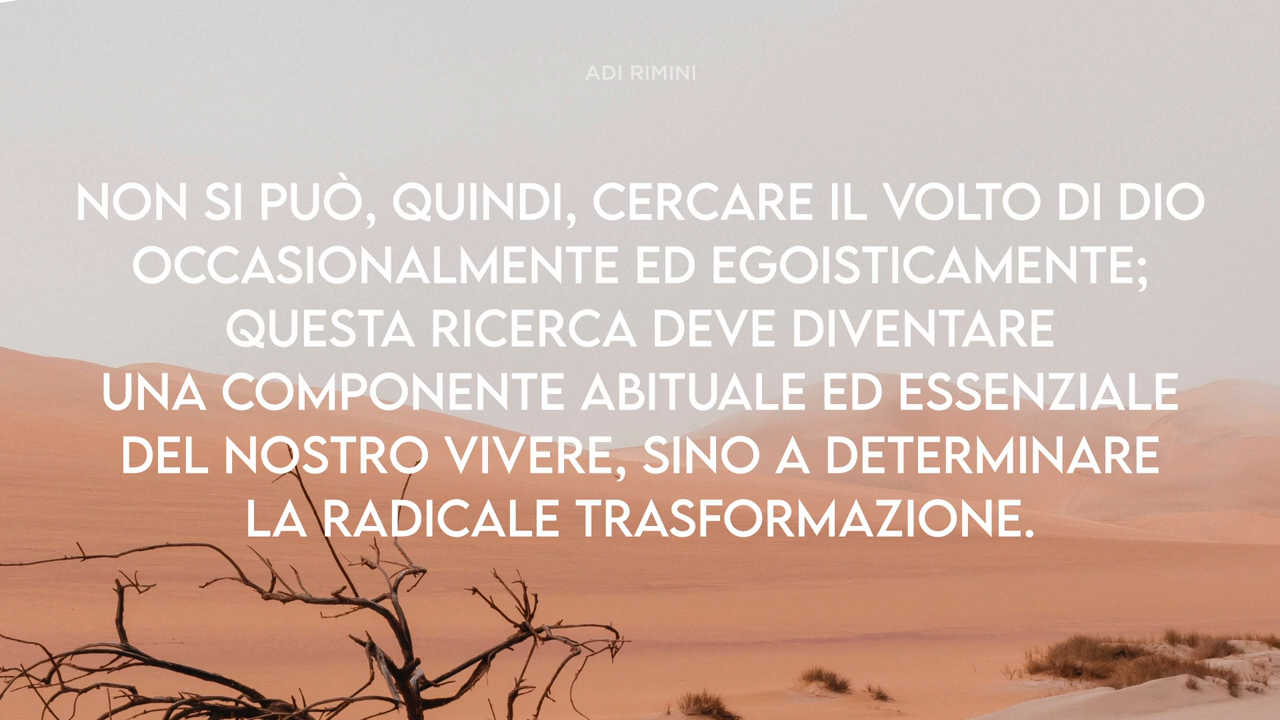 ADI RIMINI
NON SI PUÒ, QUINDI, CERCARE IL VOLTO DI DIO
OCCASIONALMENTE ED EGOISTICAMENTE;
QUESTA RICERCA DEVE DIVENTARE
UNA COMPONENTE ABITUALE ED ESSENZIALE
DEL NOSTRO VIVERE, SINO A DETERMINARE
LA RADICALE TRASFORMAZIONE.